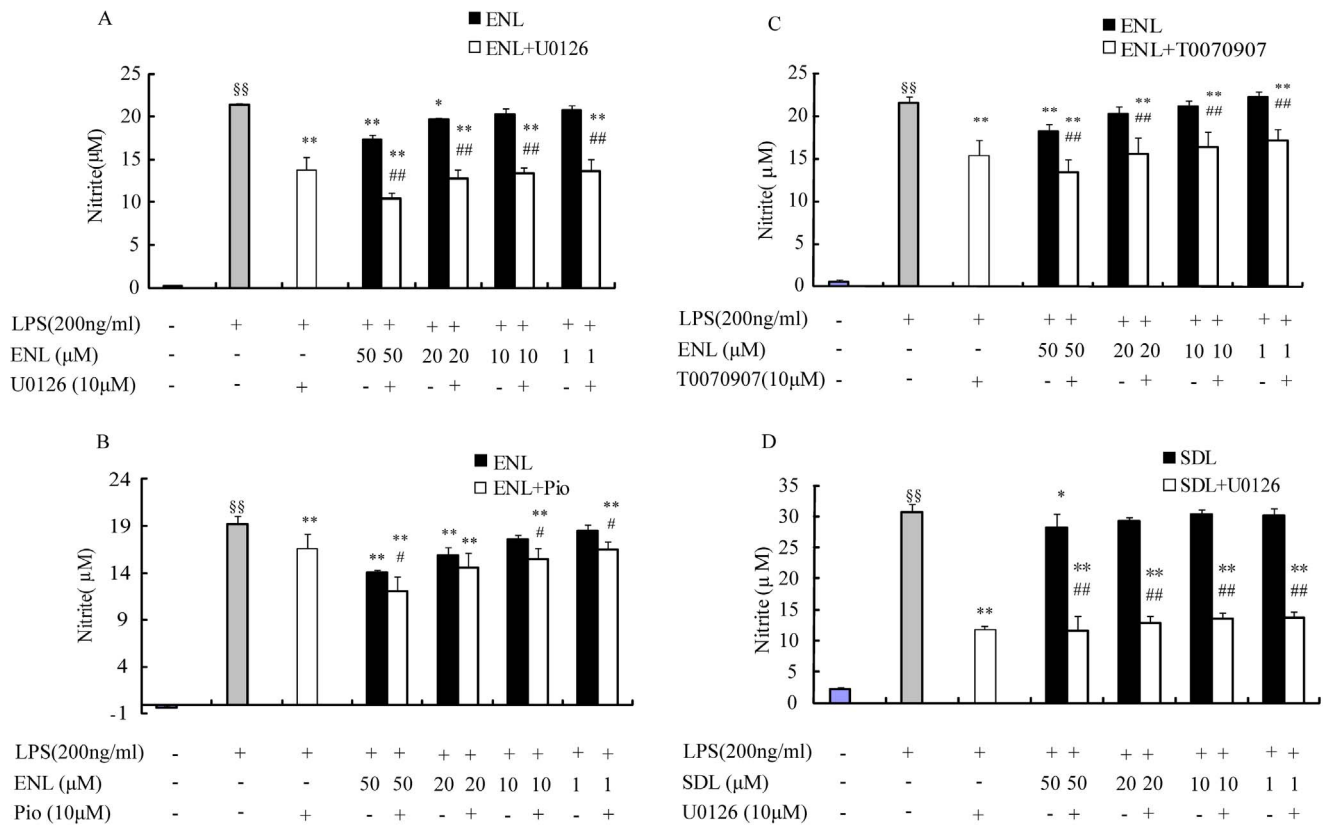 A
ENL
ENL+U0126
25
20
15
10
5
0
Nitrite(μM)
§§
**
**
**
##
*
**
##
**
##
**
##
LPS(200ng/ml) - + + + + + + + + + +
ENL (μM) - - - 50 50 20 20 10 10 1 1
U0126 (10μM) - - + - + - + - + - +
C
ENL
ENL+T0070907
25
20
15
10
5
0
Nitrite( μM)
§§
**
**
**
##
**
##
**
##
**
##
LPS(200ng/ml) - + + + + + + + + + +
ENL (μM) - - - 50 50 20 20 10 10 1 1
T0070907(10μM) - - + - + - + - + - +
B
ENL
ENL+Pio
24
19
14
9
4
-1
Nitrite( μM)
§§
**
**
**
#
**
**
**
#
**
#
LPS(200ng/ml) - + + + + + + + + + +
ENL (μM) - - - 50 50 20 20 10 10 1 1
Pio (10μM) - - + - + - + - + - +
D
SDL
SDL+U0126
35
30
25
20
15
10
5
0
Nitrite (μ M)
§§
**
*
**
##
**
##
**
##
**
##
LPS(200ng/ml) - + + + + + + + + + +
SDL (μM) - - - 50 50 20 20 10 10 1 1
U0126 (10μM) - - + - + - + - + - +